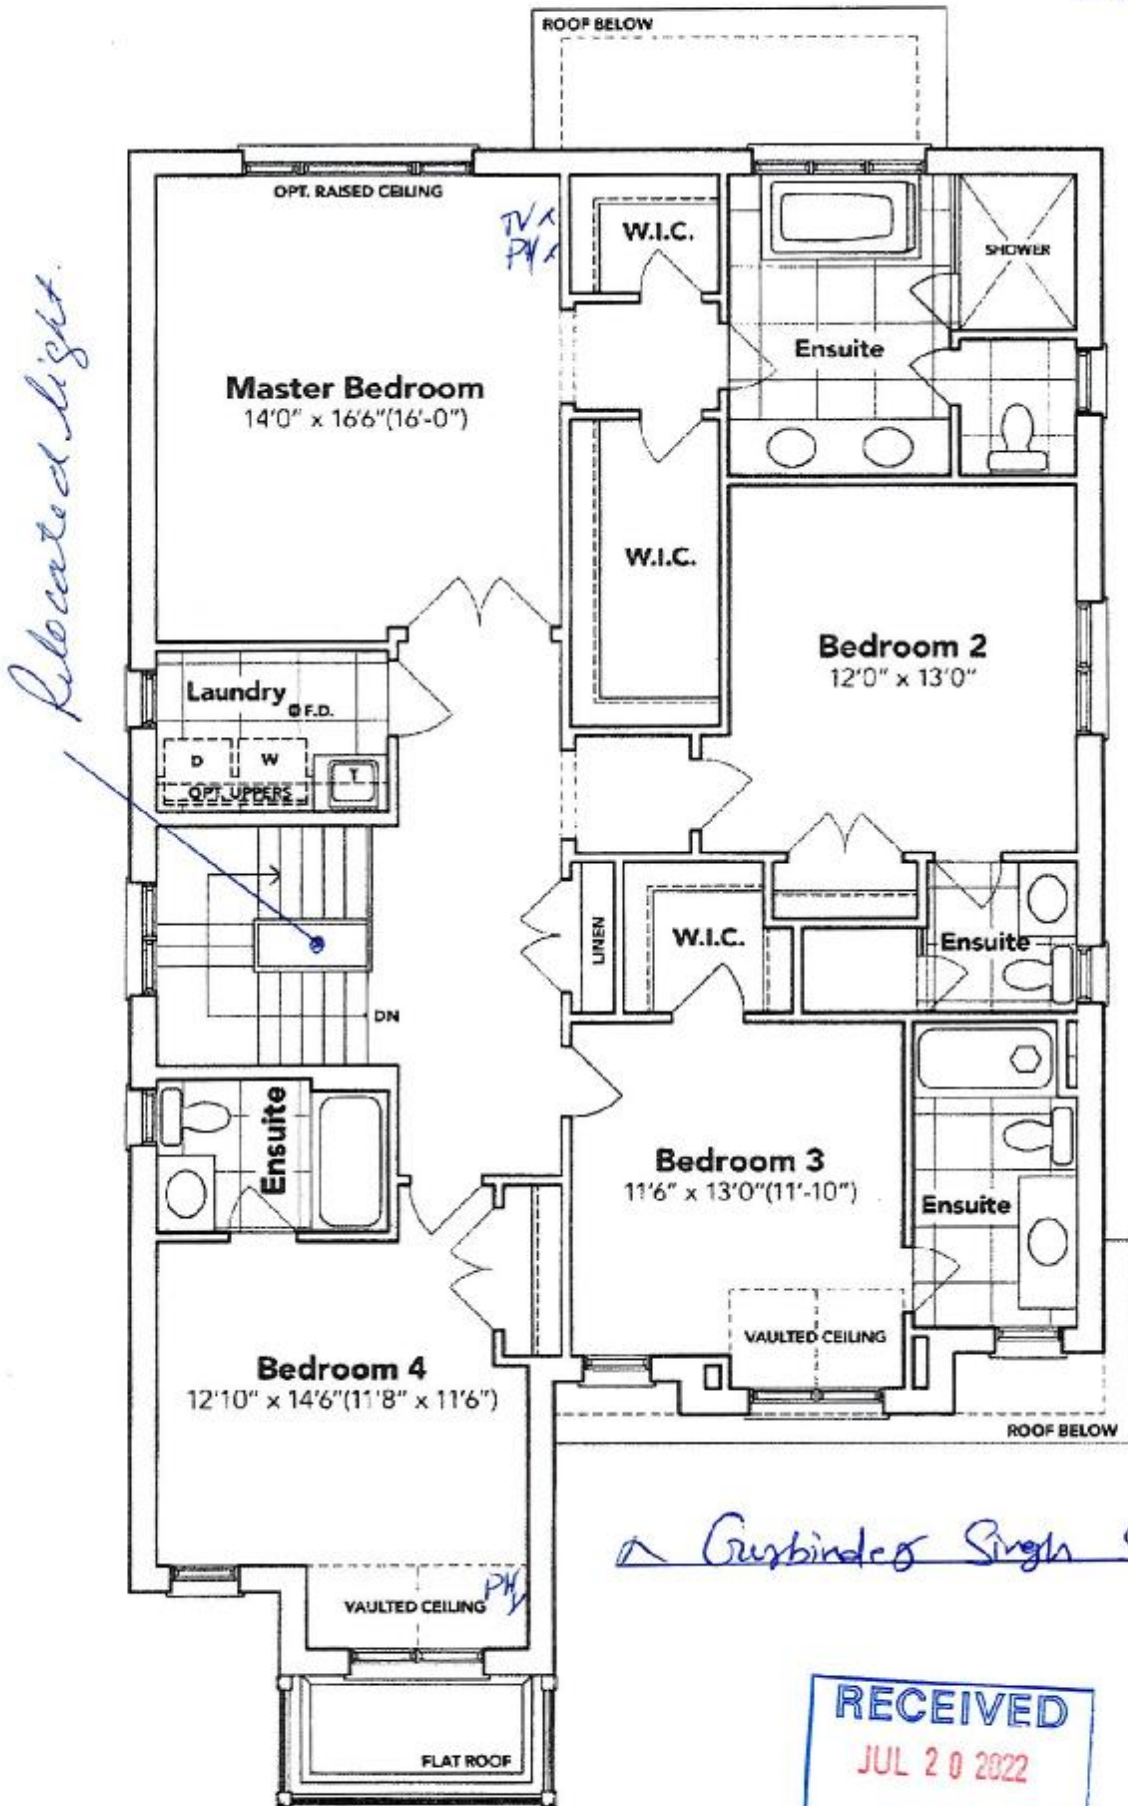 ROOF BELOW
OPT. RAISED CEILING
TV
PH
W.I.C.
SHOWER
Ensuite
Relocated light.
Master Bedroom
14'0" x 16'6"(16'-0")
W.I.C.
Bedroom 2
12'0" x 13'0"
Laundry
F.D.
D
W
T
OPT. UPPERS
LINEN
W.I.C.
Ensuite
DN
Ensuite
Bedroom 3
11'6" x 13'0"(11'-10")
Ensuite
VAULTED CEILING
Bedroom 4
12'10" x 14'6"(11'8" x 11'6")
ROOF BELOW
Gurbinder Singh
PH
VAULTED CEILING
RECEIVED
JUL 20 2022
FLAT ROOF